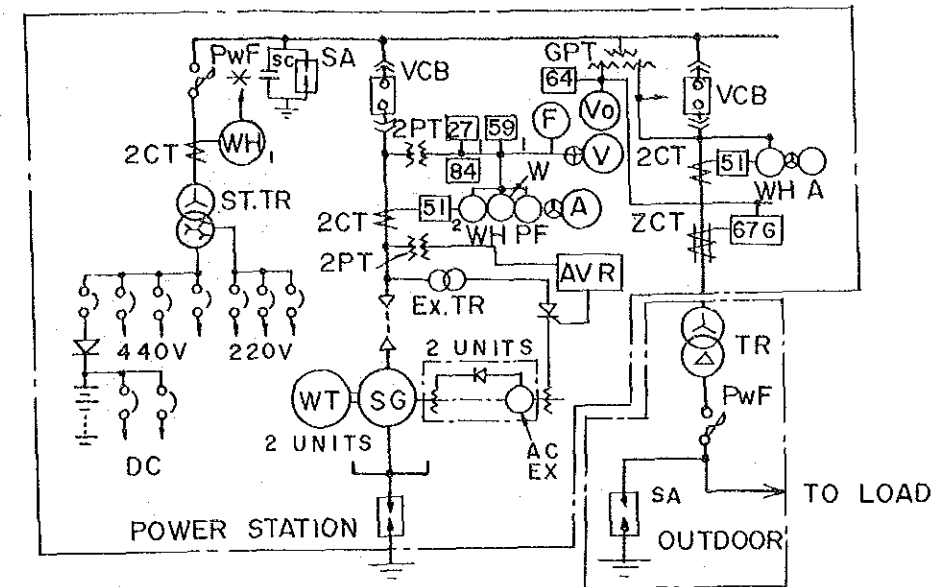 GPT
PwF
SC
SA
VCB
64
Vo
VCB
2PT
27
59
F
V
84
WH
2CT
W
2CT
51
WH A
ST.TR
2CT
51
A
WH PF
ZCT
67G
2PT
AVR
Ex.TR
440V
220V
2 UNITS
TR
WT
SG
PwF
2 UNITS
AC
EX
DC
SA
TO LOAD
POWER STATION
OUTDOOR